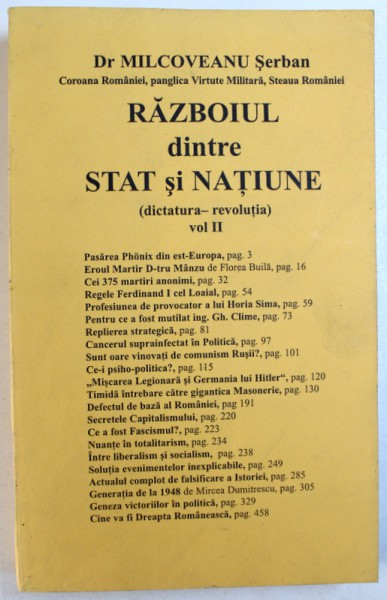 Dr MILCOVEANU Şerban
Coroana României, panglica Virtute Militară, Steaua României
RĂZBOIUL
dintre
STAT şi NAŢIUNE
(dictatura– revoluţia)
vol II
Pasărea Phönix din est-Europa, pag. 3
Eroul Martir D-tru Mânzu de Florea Builă, pag. 16
Cei 375 martiri anonimi, pag. 32
Regele Ferdinand I cel Loaial, pag. 54
Profesiunea de provocator a lui Horia Sima, pag. 59
Pentru ce a fost mutilat ing. Gh. Clime, pag. 73
Replierea strategică, pag. 81
Cancerul suprainfectat în Politică, pag. 97
Sunt oare vinovaţi de comunism Ruşii?, pag. 101
Ce-i psiho-politica?, pag. 115
„Mişcarea Legionară şi Germania lui Hitler“, pag. 120
Timidă întrebare către gigantica Masonerie, pag. 130
Defectul de bază al României, pag 191
Secretele Capitalismului, pag. 220
Ce a fost Fascismul?, pag. 223
Nuanţe în totalitarism, pag. 234
Între liberalism şi socialism, pag. 238
Soluţia evenimentelor inexplicabile, pag. 249
Actualul complot de falsificare a Istoriei, pag. 285
Generaţia de la 1948 de Mircea Dumitrescu, pag. 305
Geneza victoriilor în politică, pag. 329
Cine va fi Dreapta Românească, pag. 458